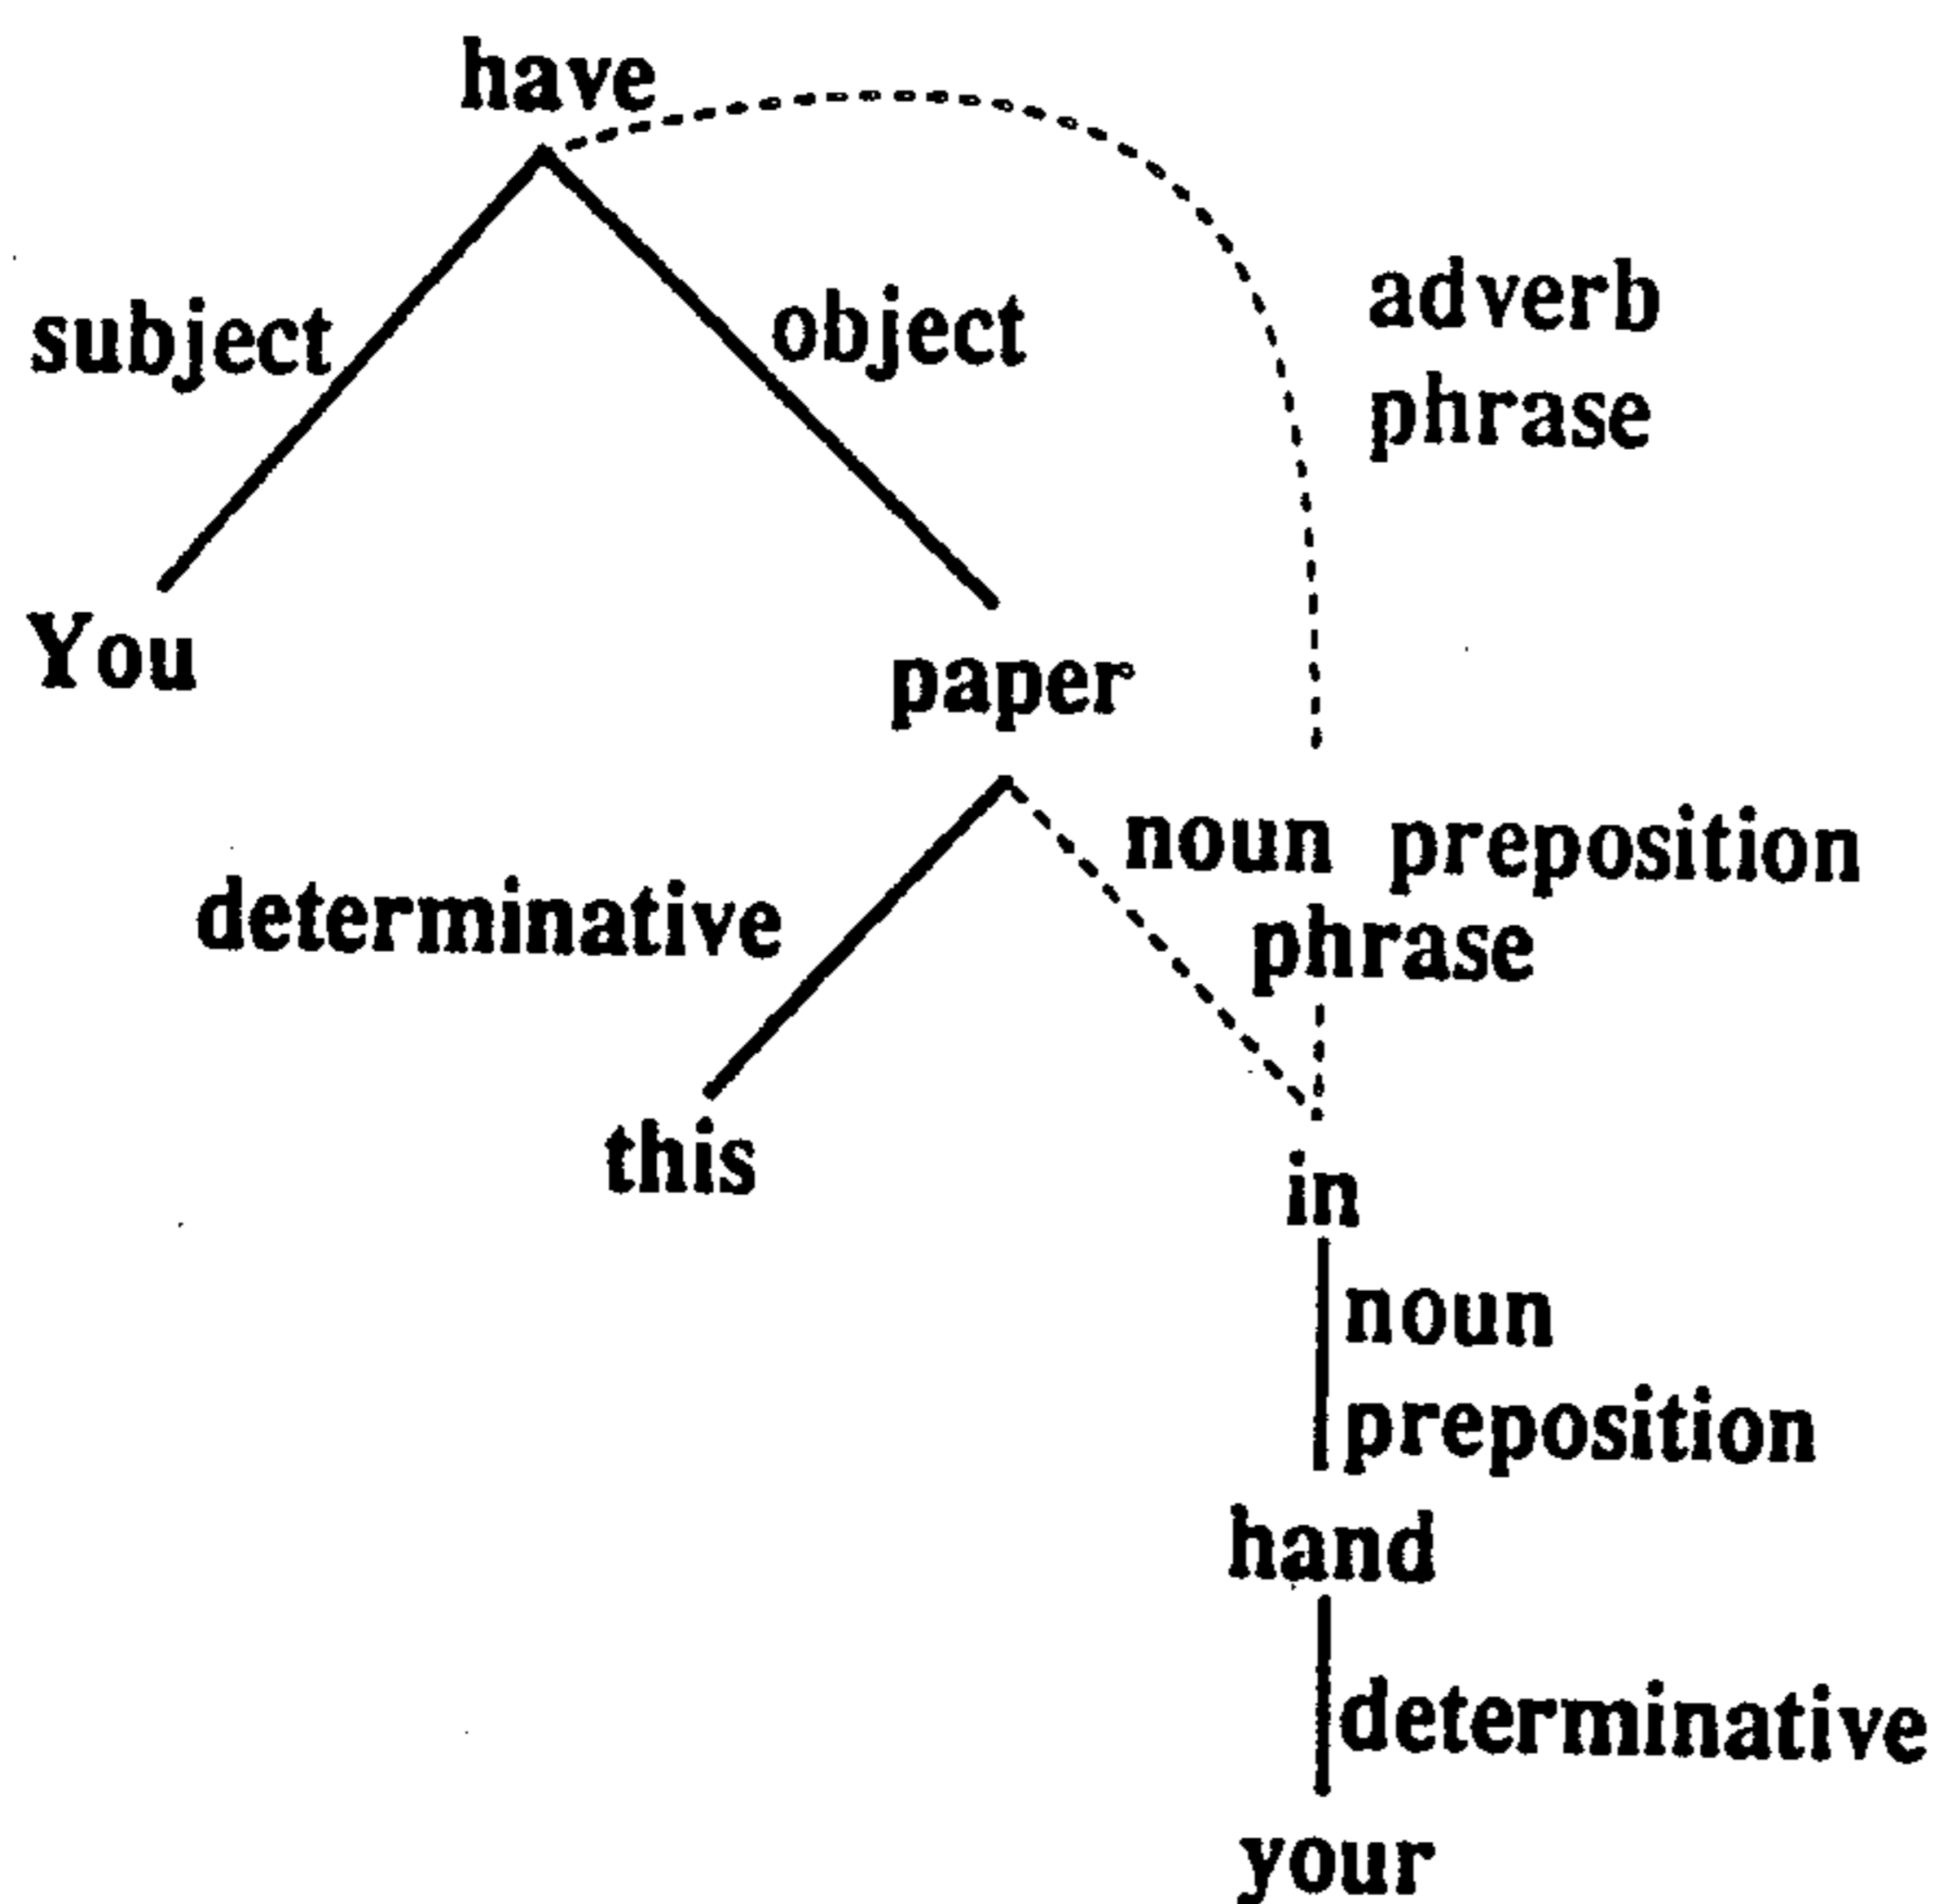 have
adverb
subject
object
phrase
You
paper
noun preposition
phrase
determinative
this
in
noun
preposition
hand
determinative
your